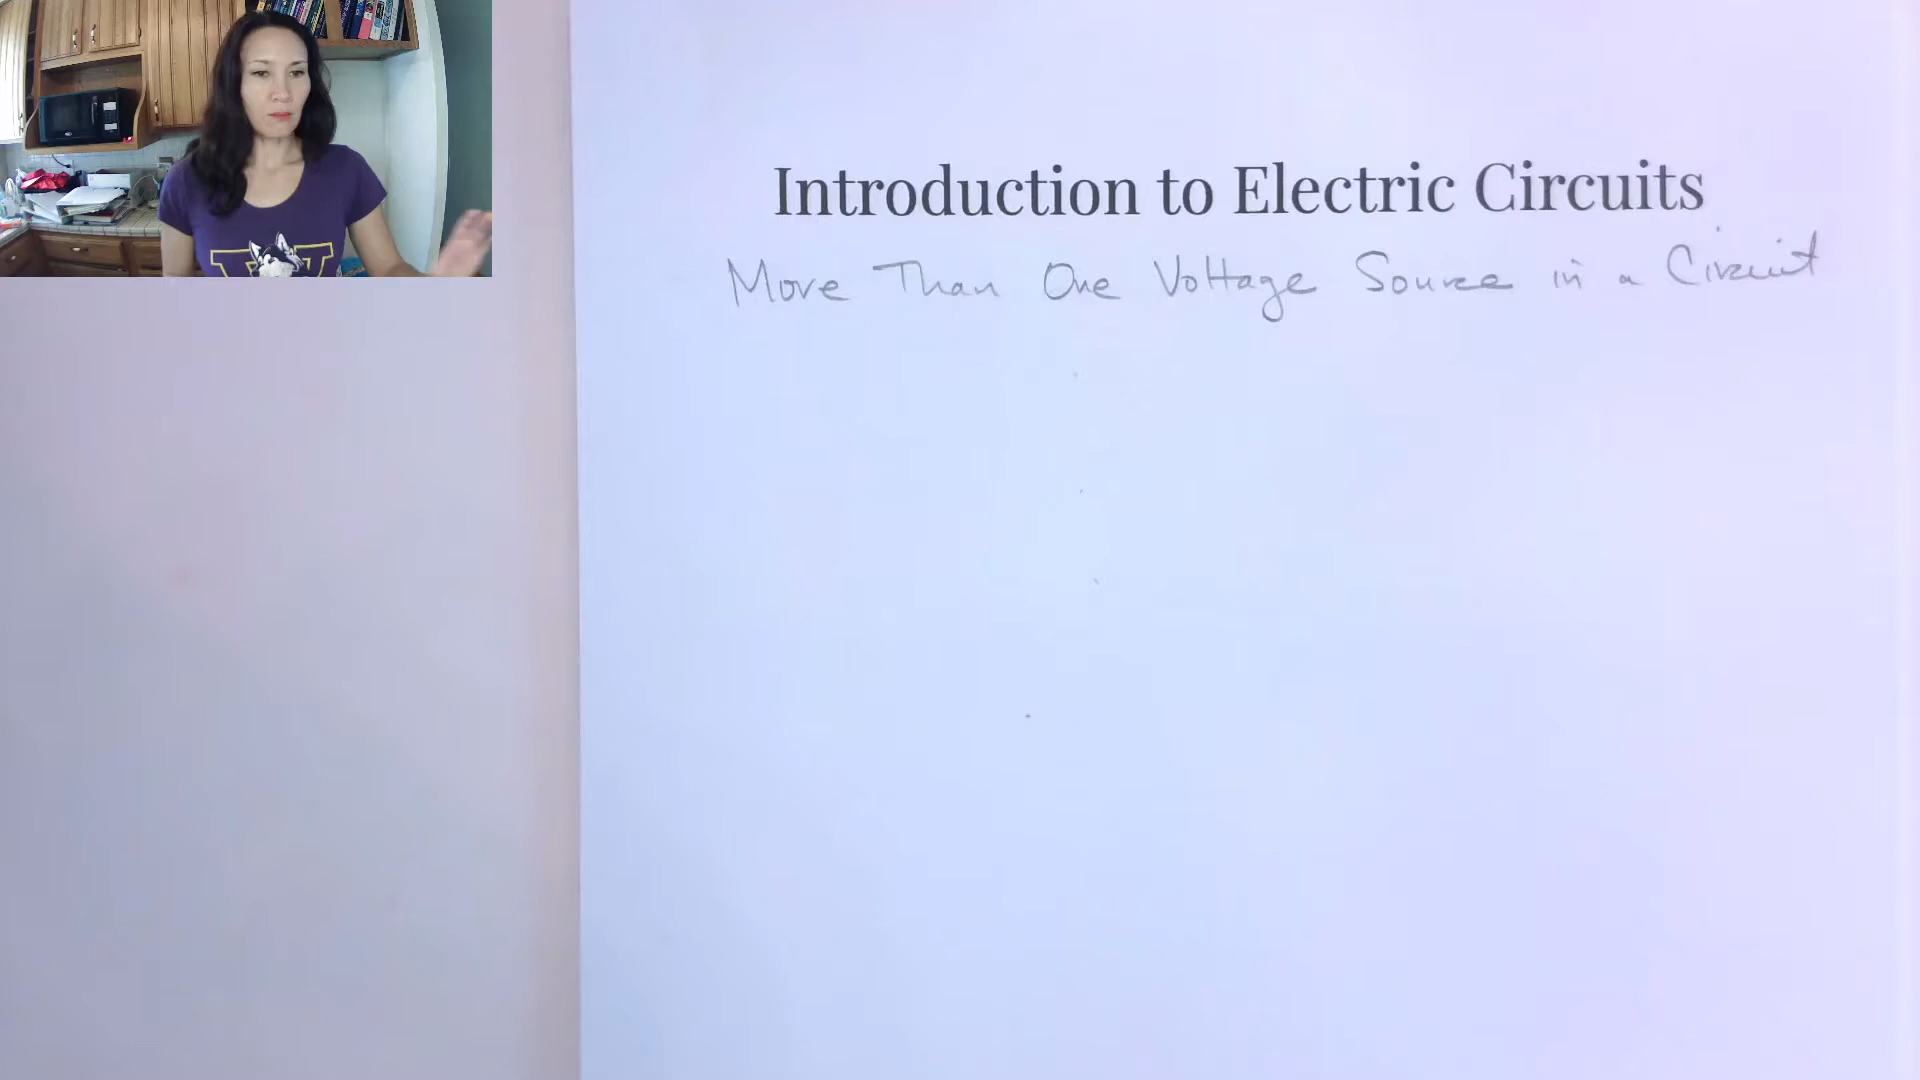 Introduction to Electric Circuits
More Than One Voltage Source in a Circuit
W